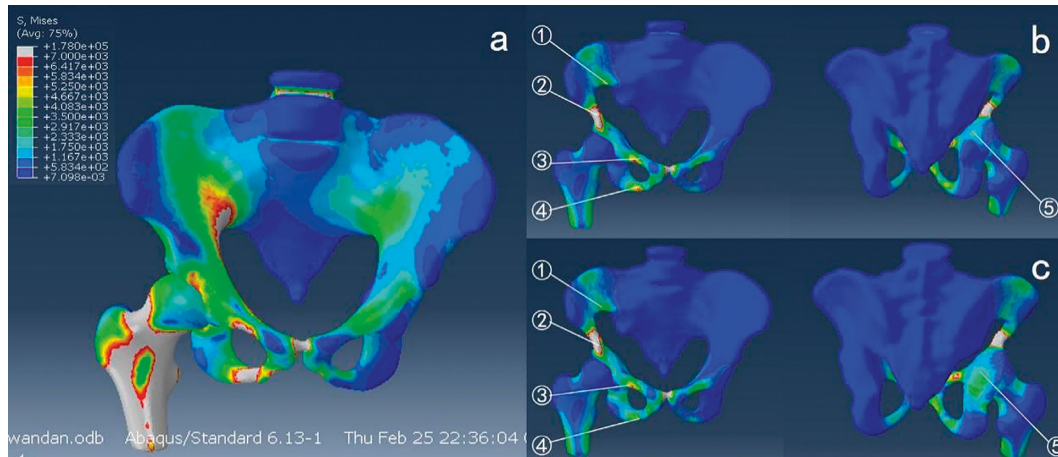 S, Mises
(Avg: 75%)
+1.780e+05
+7.000e+03
+6.417e+03
+5.834e+03
+5.250e+03
+4.667e+03
+4.083e+03
+3.500e+03
+2.917e+03
+2.333e+03
+1.750e+03
+1.167e+03
+5.834e+02
+7.098e-03
a
wandan.odb Abaqus/Standard 6.13-1 Thu Feb 25 22:36:04
b
①
②
③
④
⑤
c
①
②
③
④
⑤